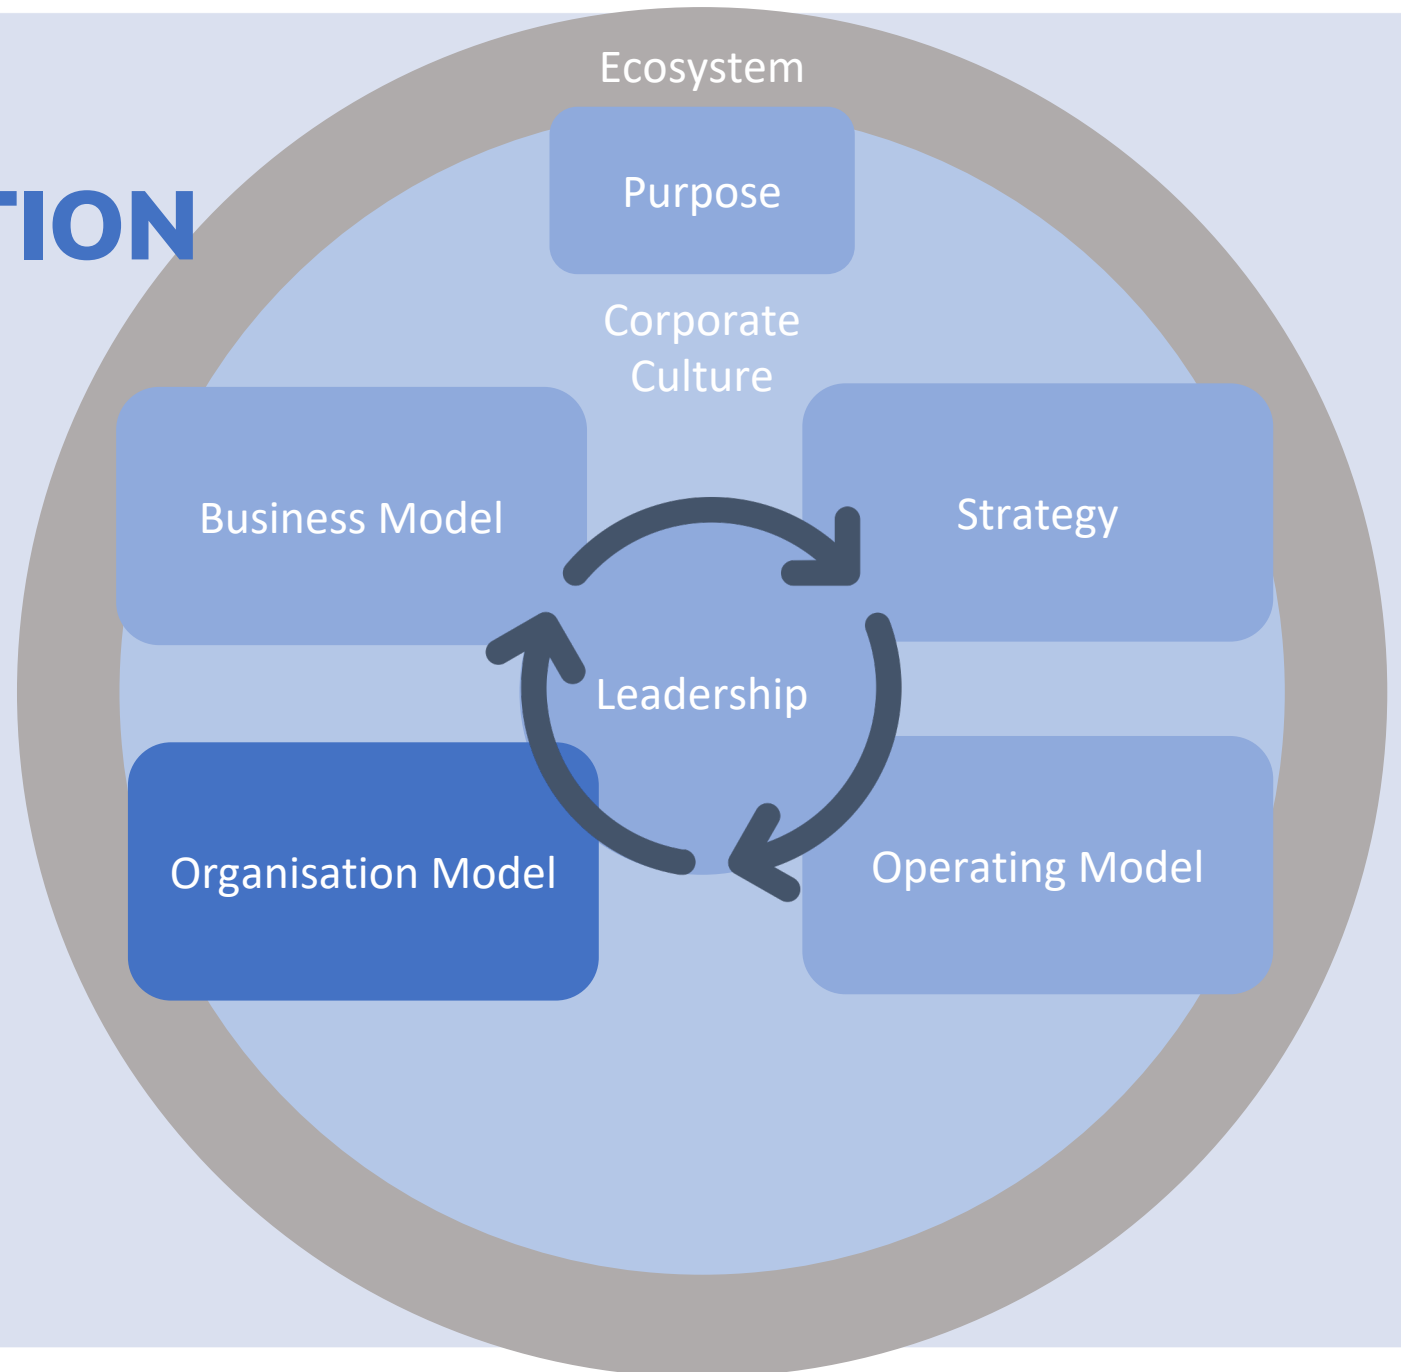 Ecosystem
Purpose
TION
Corporate
Culture
Business Model
Strategy
Leadership
Organisation Model
Operating Model